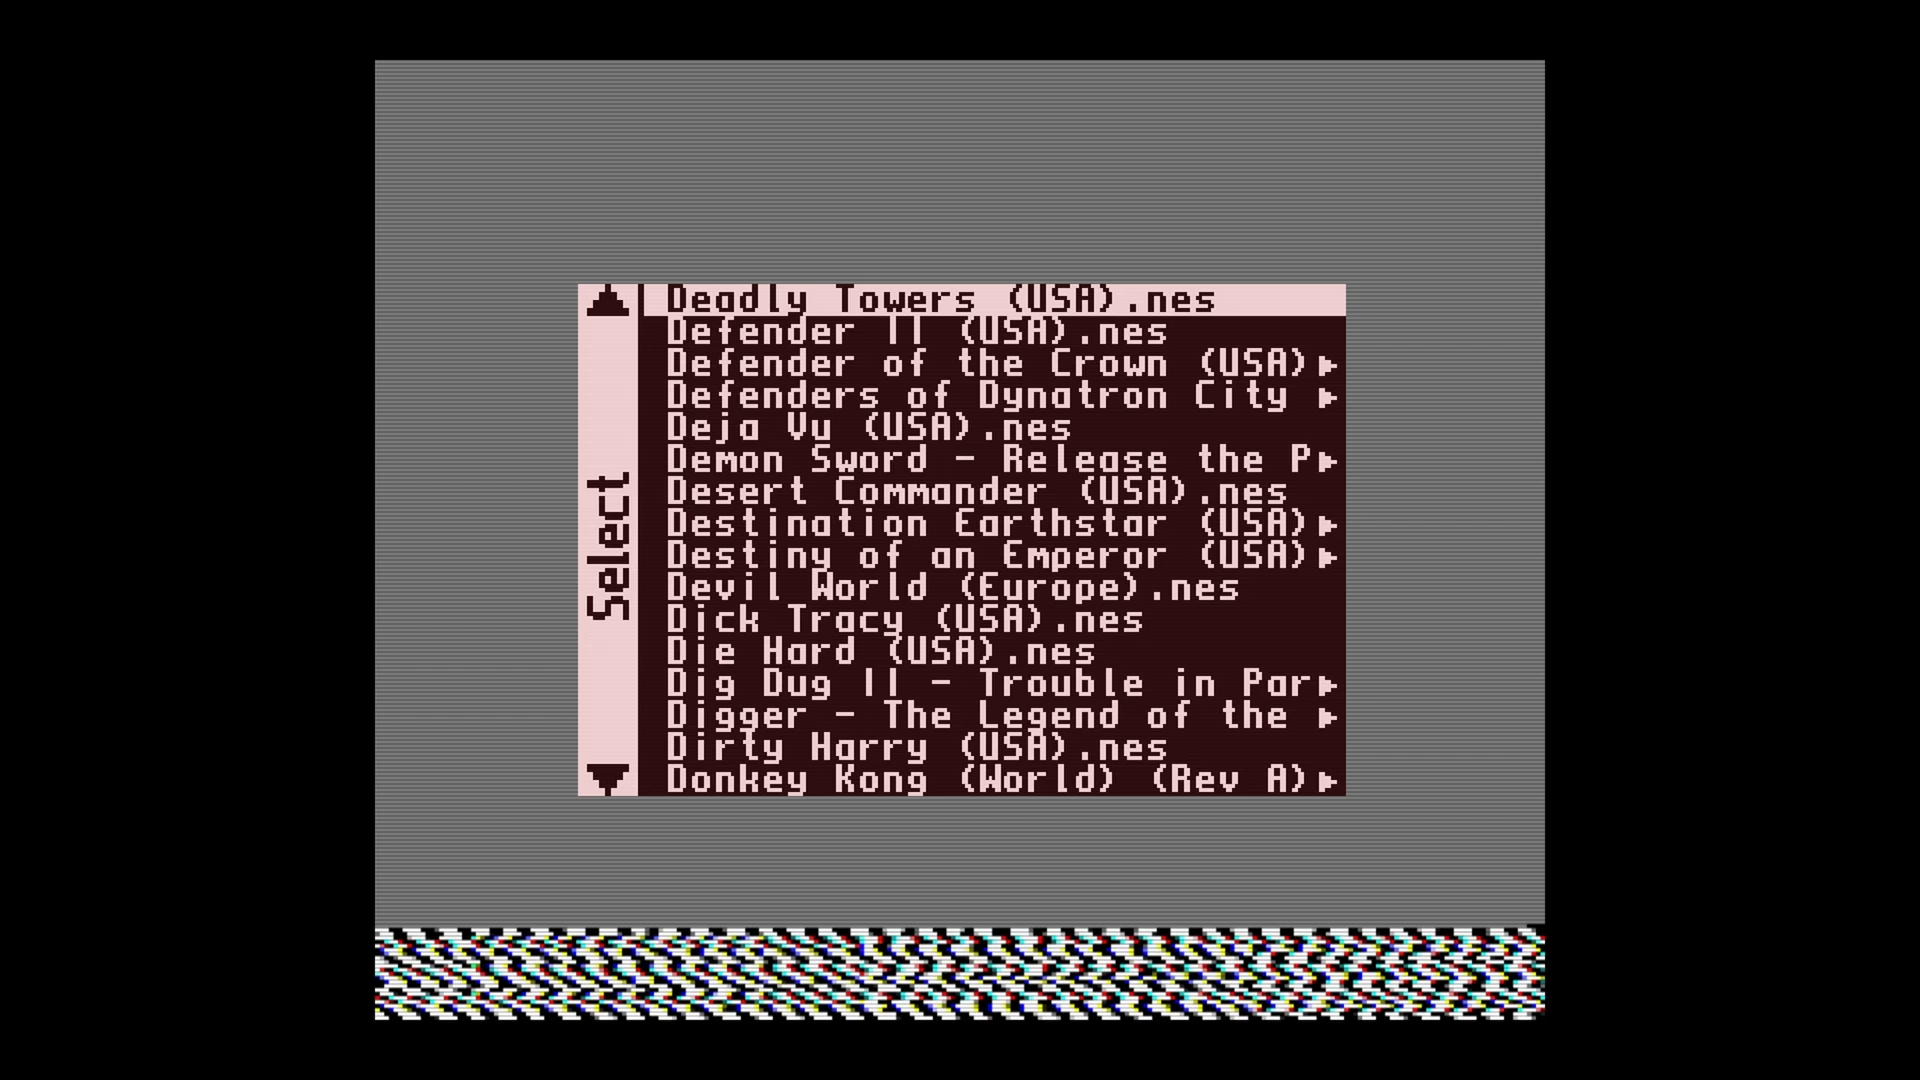 Select
Deadly Towers (USA).nes
Defender II (USA).nes
Defender of the Crown (USA)
Defenders of Dynatron City
Deja Vu (USA).nes
Demon Sword - Release the P
Desert Commander (USA).nes
Destination Earthstar (USA)
Destiny of an Emperor (USA)
Devil World (Europe).nes
Dick Tracy (USA).nes
Die Hard (USA).nes
Dig Dug II - Trouble in Par
Digger - The Legend of the
Dirty Harry (USA).nes
Donkey Kong (World) (Rev A)